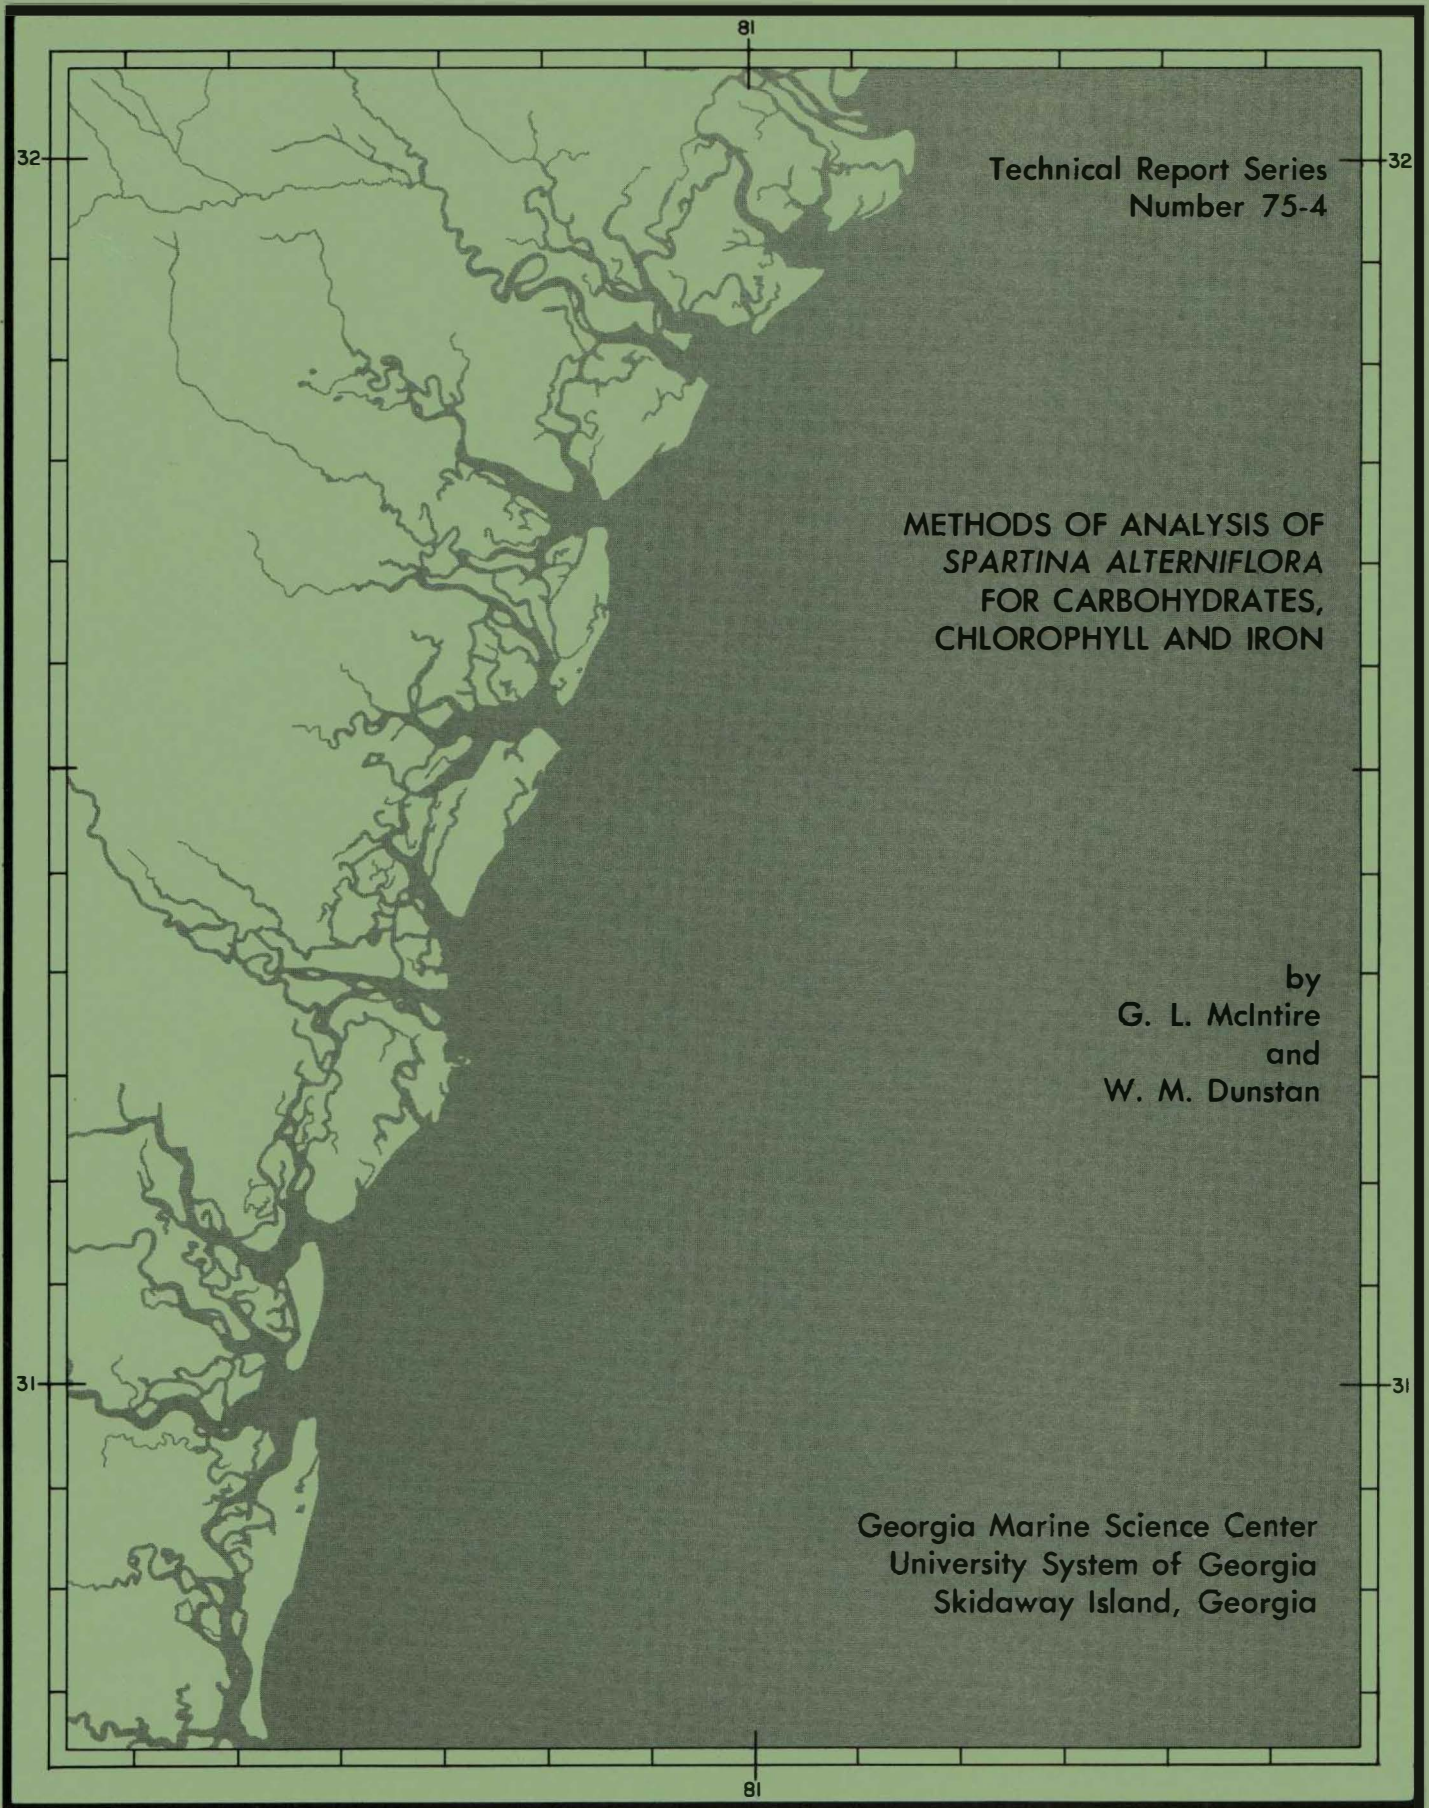 81
32
32
Technical Report Series
Number 75-4
METHODS OF ANALYSIS OF
SPARTINA ALTERNIFLORA
FOR CARBOHYDRATES,
CHLOROPHYLL AND IRON
by
G. L. McIntire
and
W. M. Dunstan
31
31
Georgia Marine Science Center
University System of Georgia
Skidaway Island, Georgia
81